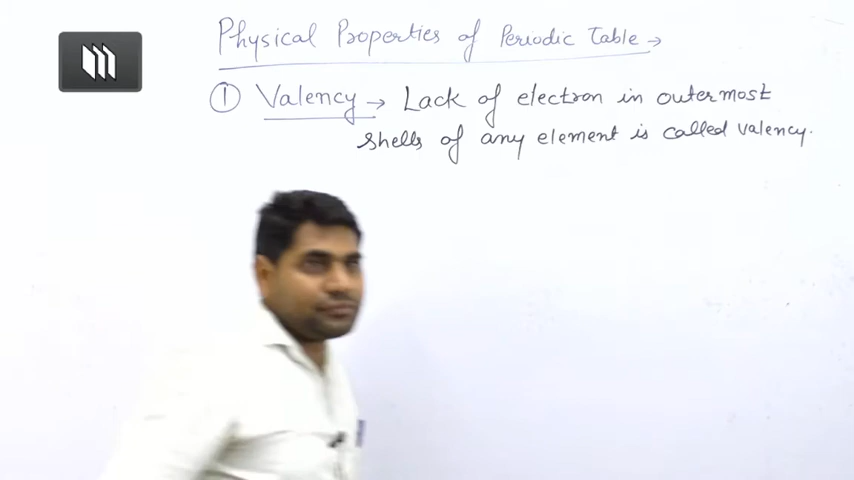 Physical Properties of Periodic Table →
① Valency → Lack of electron in outermost
shells of any element is called valency.